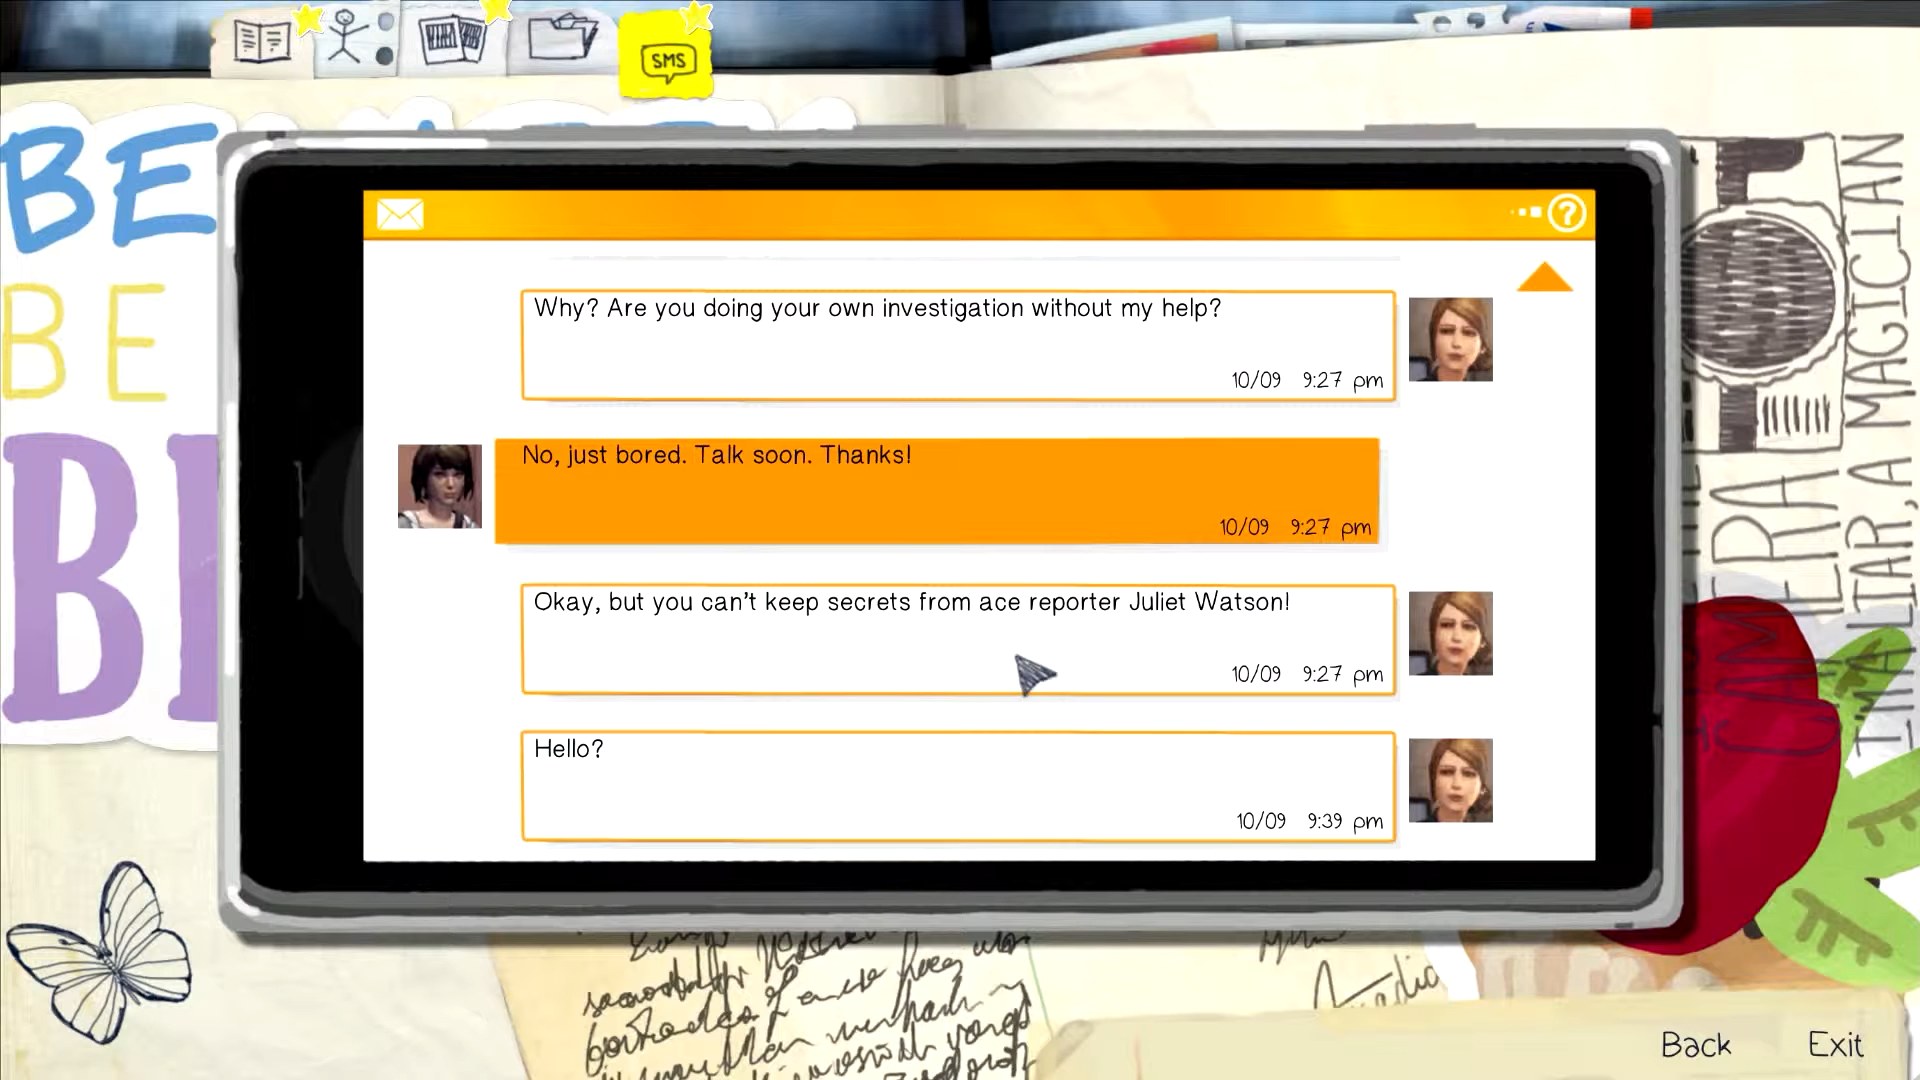 SMS
BE
BE
Why? Are you doing your own investigation without my help?
10/09 9:27 pm
No, just bored. Talk soon. Thanks!
10/09 9:27 pm
Okay, but you can't keep secrets from ace reporter Juliet Watson!
10/09 9:27 pm
Hello?
10/09 9:39 pm
CAMERA
LIAR, A MAGICIAN
Back Exit